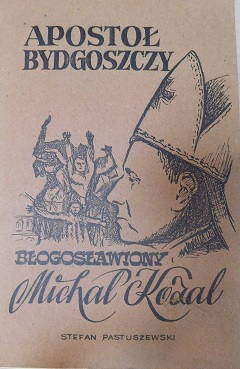 APOSTOŁ
BYDGOSZCZY
BŁOGOSŁAWIONY
Michał Kozal
STEFAN PASTUSZEWSKI